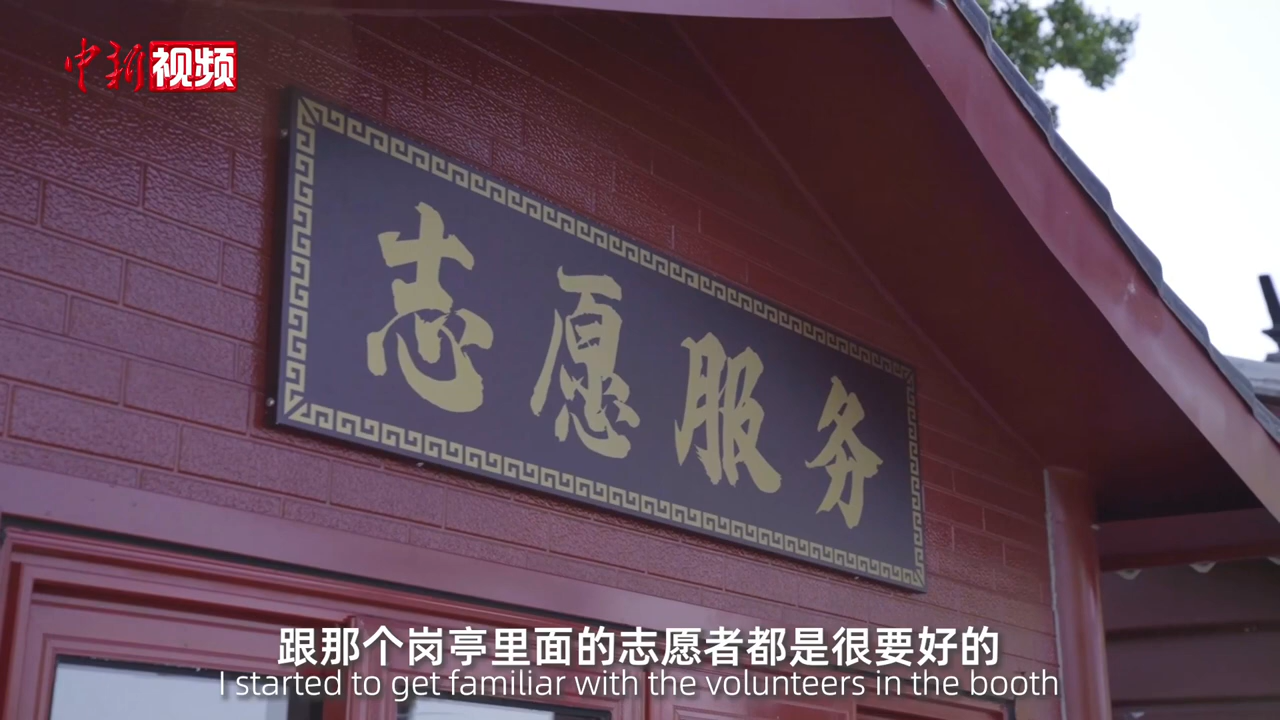 中新视频
志愿服务
跟那个岗亭里面的志愿者都是很要好的
I started to get familiar with the volunteers in the booth